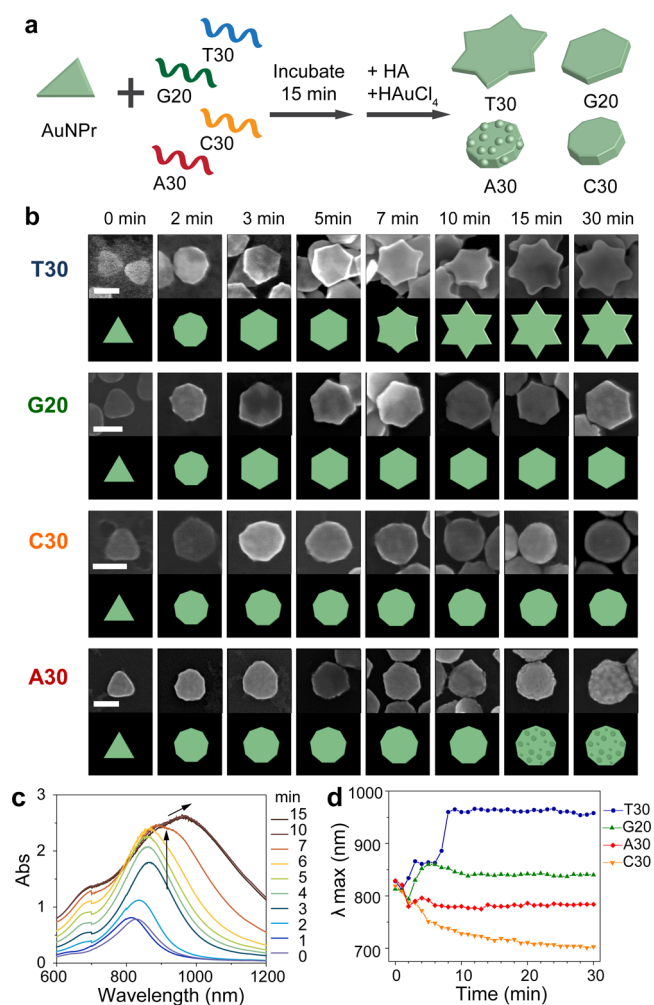 a
AuNPr
T30
G20
C30
A30
Incubate
15 min
+ HA
+HAuCl₄
T30
G20
A30
C30
b
0 min 2 min 3 min 5min 7 min 10 min 15 min 30 min
T30
G20
C30
A30
c
3
2
1
0
Abs
600 800 1000 1200
Wavelength (nm)
min
15
10
7
6
5
4
3
2
1
0
d
1000
900
800
700
λ max (nm)
0 10 20 30
Time (min)
T30
G20
A30
C30